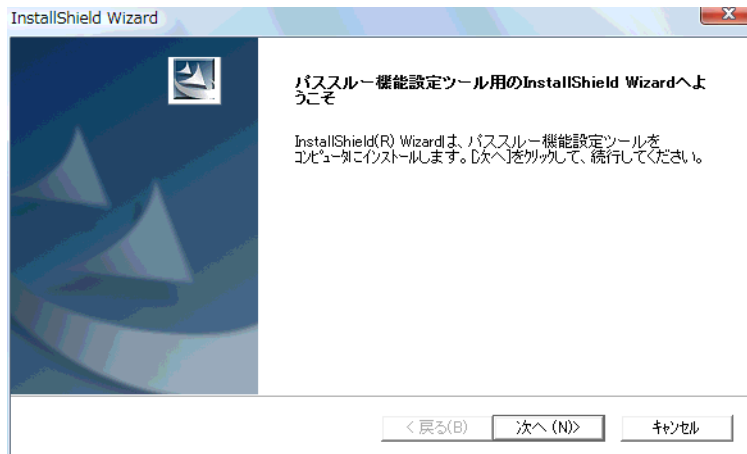 InstallShield Wizard
パススルー機能設定ツール用のInstallShield Wizardへよ
うこそ
InstallShield(R) Wizardは、パススルー機能設定ツールを
コンピュータにインストールします。[次へ]をクリックして、続行してください。
< 戻る(B)
次へ (N)>
キャンセル